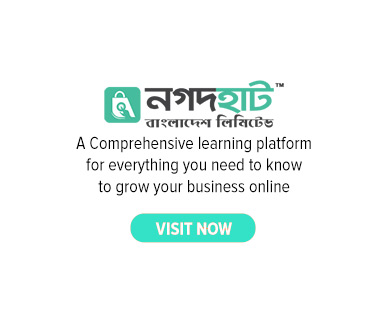 নগদহাট™
বাংলাদেশ লিমিটেড
A Comprehensive learning platform
for everything you need to know
to grow your business online
VISIT NOW